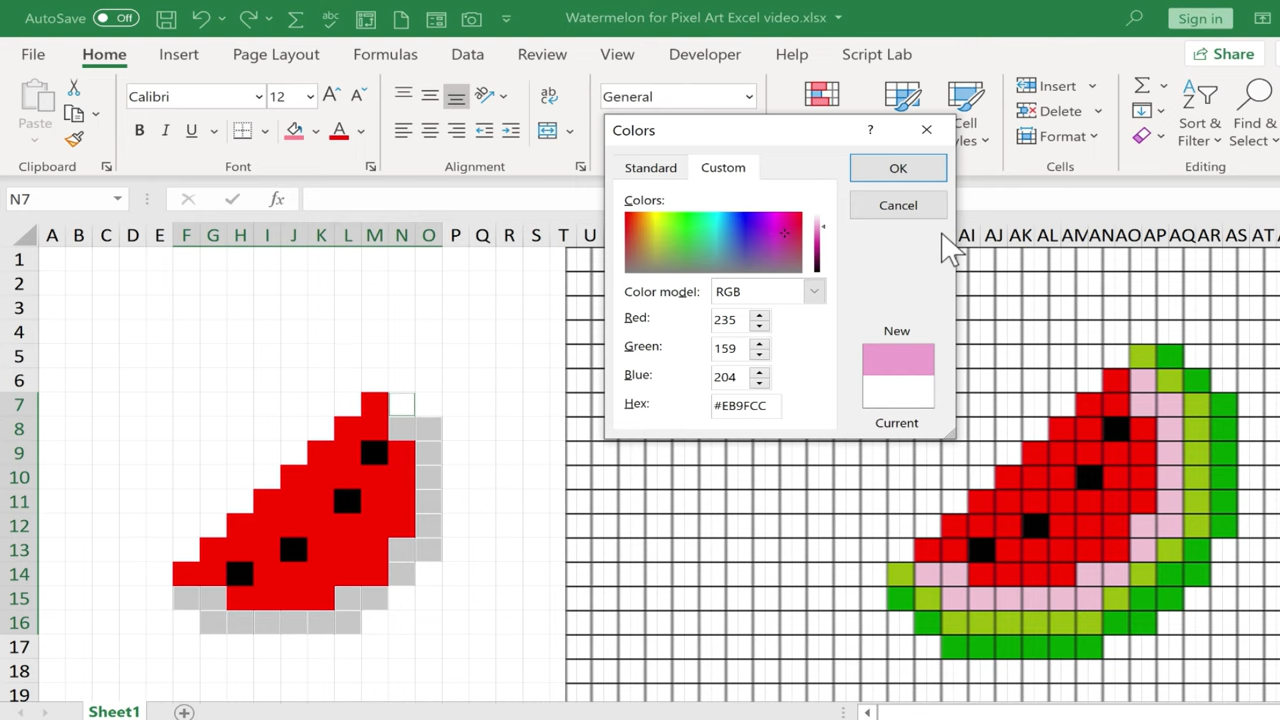 AutoSave Off Watermelon for Pixel Art Excel video.xlsx Sign in
File Home Insert Page Layout Formulas Data Review View Developer Help Script Lab Share
Calibri 12 General Insert
Paste B I U Delete
Format
Cell Styles Sort & Filter Find & Select
Clipboard Font Alignment Cells Editing
N7 fx
Colors ? ×
Standard Custom OK
Cancel
Colors:
Color model: RGB
Red: 235
Green: 159
Blue: 204
Hex: #EB9FCC
New
Current
A B C D E F G H I J K L M N O P Q R S T U AI AJ AK AL AM AN AO AP AQ AR AS AT
1
2
3
4
5
6
7
8
9
10
11
12
13
14
15
16
17
18
19
Sheet1